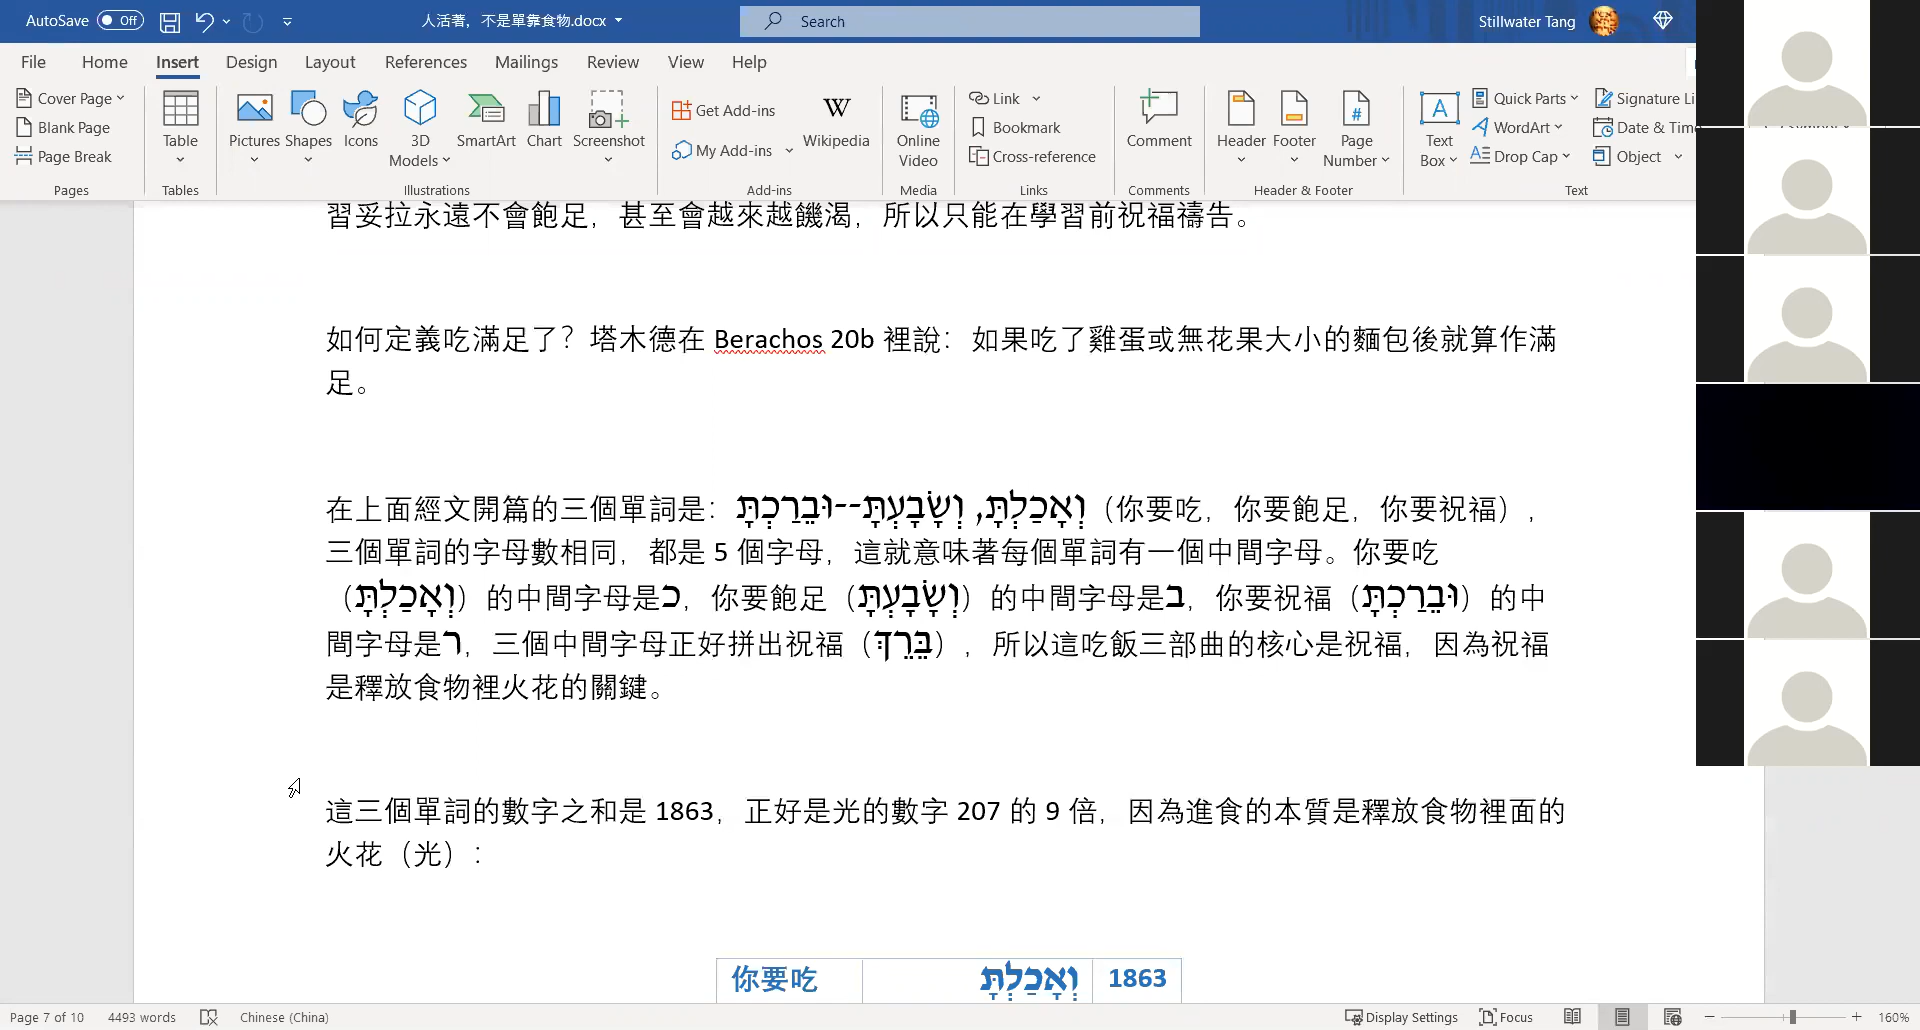 AutoSave Off 人活著，不是單靠食物.docx Search Stillwater Tang
File Home Insert Design Layout References Mailings Review View Help
Cover Page
Blank Page
Page Break
Pages
Table
Tables
Pictures Shapes Icons 3D Models SmartArt Chart Screenshot
Illustrations
Get Add-ins
My Add-ins
Wikipedia
Add-ins
Online Video
Media
Link
Bookmark
Cross-reference
Links
Comment
Comments
Header Footer Page Number
Header & Footer
Text Box
Quick Parts
WordArt
Drop Cap
Signature Li
Date & Tim
Object
Text
習妥拉永遠不會飽足，甚至會越來越饑渴，所以只能在學習前祝福禱告。
如何定義吃滿足了？塔木德在 Berachos 20b 裡說：如果吃了雞蛋或無花果大小的麵包後就算作滿
足。
在上面經文開篇的三個單詞是：וְאָכַלְתָּ, וְשָׂבָעְתָּ--וּבֵרַכְתָּ（你要吃，你要飽足，你要祝福），
三個單詞的字母數相同，都是 5 個字母，這就意味著每個單詞有一個中間字母。你要吃
（וְאָכַלְתָּ）的中間字母是כ，你要飽足（וְשָׂבָעְתָּ）的中間字母是ב，你要祝福（וּבֵרַכְתָּ）的中
間字母是ר，三個中間字母正好拼出祝福（בֵּרֵךְ），所以這吃飯三部曲的核心是祝福，因為祝福
是釋放食物裡火花的關鍵。
這三個單詞的數字之和是 1863，正好是光的數字 207 的 9 倍，因為進食的本質是釋放食物裡面的
火花（光）：
你要吃 וְאָכַלְתָּ 1863
Page 7 of 10 4493 words Chinese (China) Display Settings Focus 160%